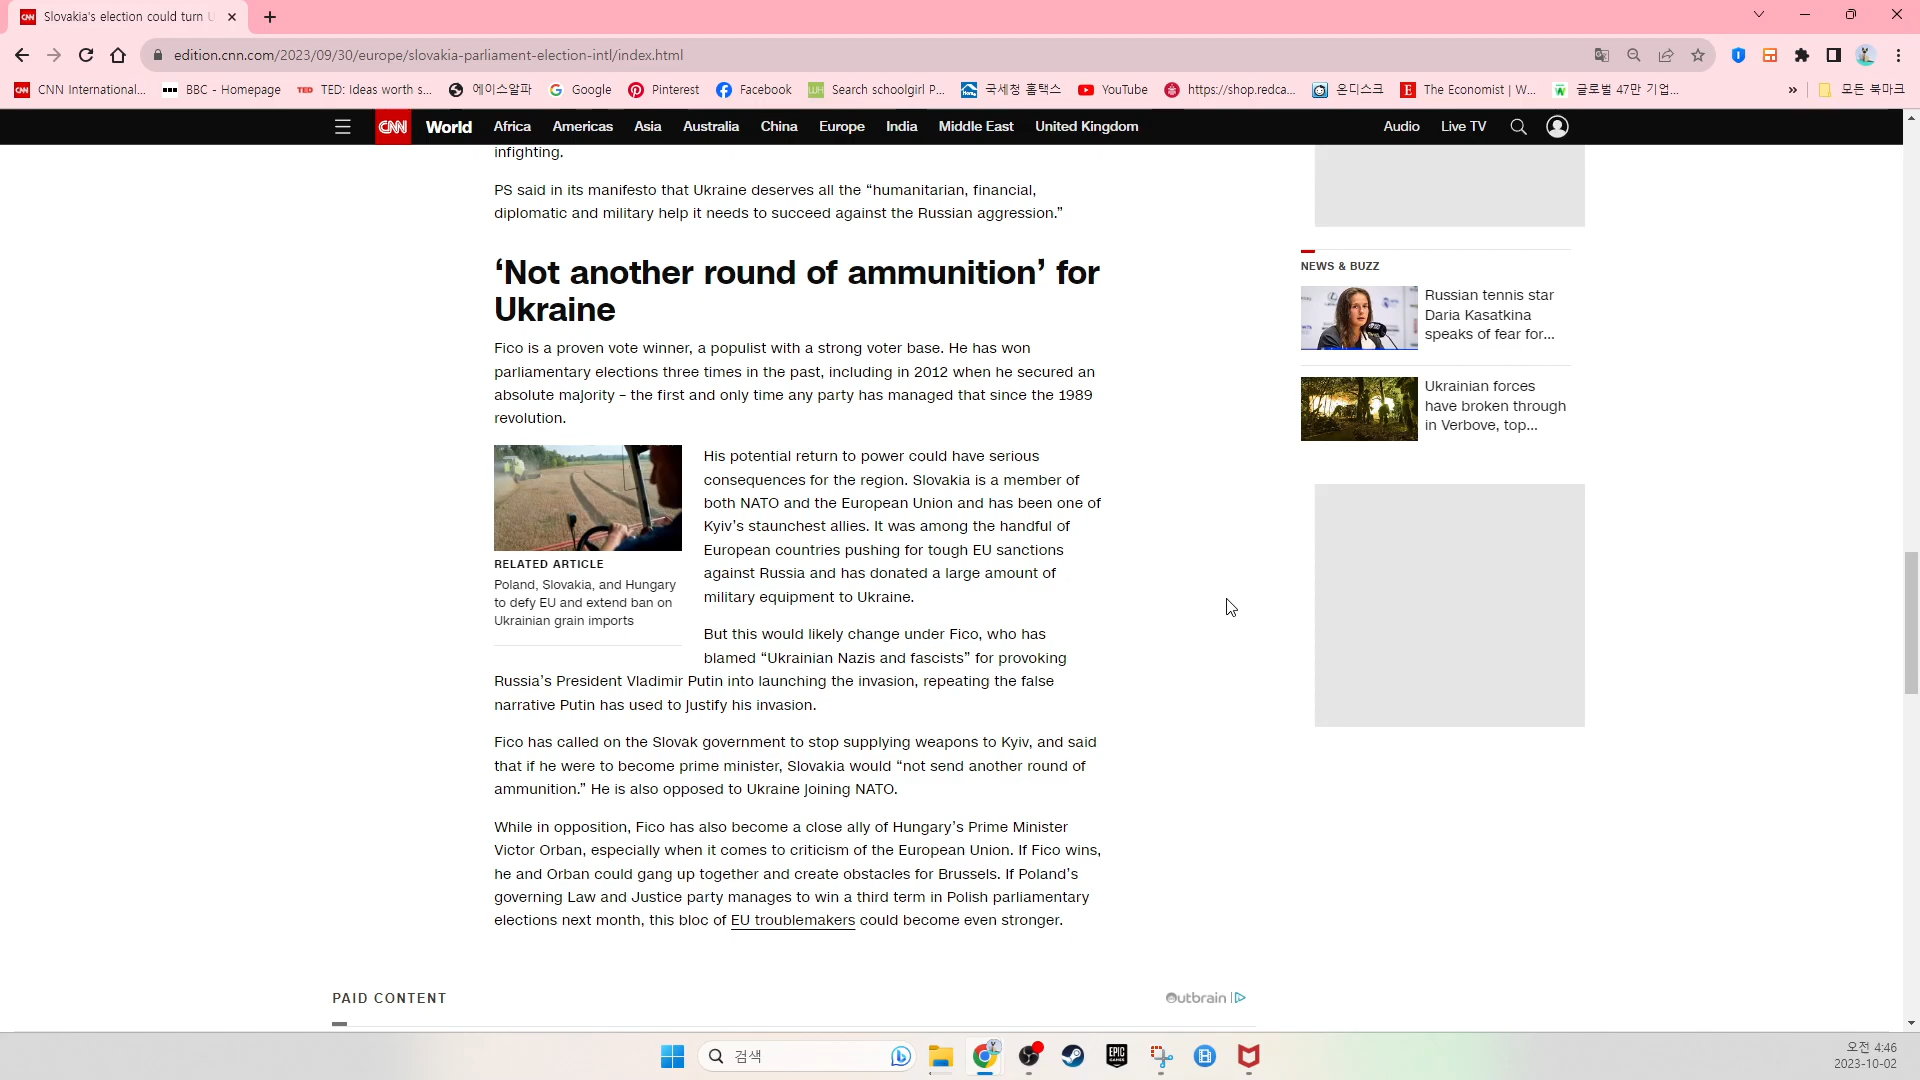 CNN Slovakia's election could turn U
edition.cnn.com/2023/09/30/europe/slovakia-parliament-election-intl/index.html
CNN International... BBC - Homepage TED: Ideas worth s... 에이스알파 Google Pinterest Facebook Search schoolgirl P... 국세청 홈택스 YouTube https://shop.redca... 온디스크 The Economist | W... 글로벌 47만 기업... » 모든 북마크
CNN World Africa Americas Asia Australia China Europe India Middle East United Kingdom Audio Live TV
infighting.
PS said in its manifesto that Ukraine deserves all the “humanitarian, financial,
diplomatic and military help it needs to succeed against the Russian aggression.”
‘Not another round of ammunition’ for
Ukraine
Fico is a proven vote winner, a populist with a strong voter base. He has won
parliamentary elections three times in the past, including in 2012 when he secured an
absolute majority – the first and only time any party has managed that since the 1989
revolution.
RELATED ARTICLE
Poland, Slovakia, and Hungary
to defy EU and extend ban on
Ukrainian grain imports
His potential return to power could have serious
consequences for the region. Slovakia is a member of
both NATO and the European Union and has been one of
Kyiv’s staunchest allies. It was among the handful of
European countries pushing for tough EU sanctions
against Russia and has donated a large amount of
military equipment to Ukraine.
But this would likely change under Fico, who has
blamed “Ukrainian Nazis and fascists” for provoking
Russia’s President Vladimir Putin into launching the invasion, repeating the false
narrative Putin has used to justify his invasion.
Fico has called on the Slovak government to stop supplying weapons to Kyiv, and said
that if he were to become prime minister, Slovakia would “not send another round of
ammunition.” He is also opposed to Ukraine joining NATO.
While in opposition, Fico has also become a close ally of Hungary’s Prime Minister
Victor Orban, especially when it comes to criticism of the European Union. If Fico wins,
he and Orban could gang up together and create obstacles for Brussels. If Poland’s
governing Law and Justice party manages to win a third term in Polish parliamentary
elections next month, this bloc of EU troublemakers could become even stronger.
NEWS & BUZZ
Russian tennis star
Daria Kasatkina
speaks of fear for...
Ukrainian forces
have broken through
in Verbove, top...
PAID CONTENT
Outbrain
검색
EPIC GAMES
오전 4:46
2023-10-02